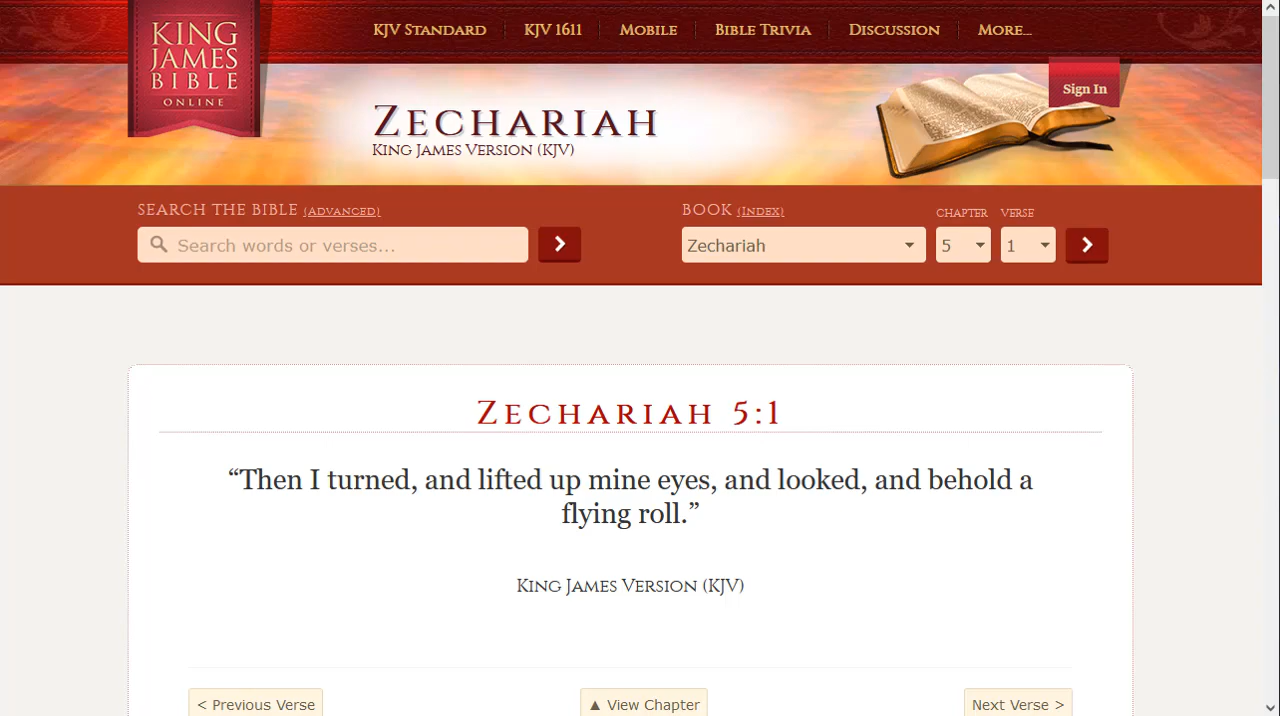 KING
JAMES
BIBLE
ONLINE
KJV Standard
KJV 1611
Mobile
Bible Trivia
Discussion
More...
Sign In
Zechariah
King James Version (KJV)
SEARCH THE BIBLE (Advanced)
BOOK (Index)
CHAPTER
VERSE
Search words or verses...
Zechariah
5
1
Zechariah 5:1
“Then I turned, and lifted up mine eyes, and looked, and behold a
flying roll.”
King James Version (KJV)
< Previous Verse
▲ View Chapter
Next Verse >